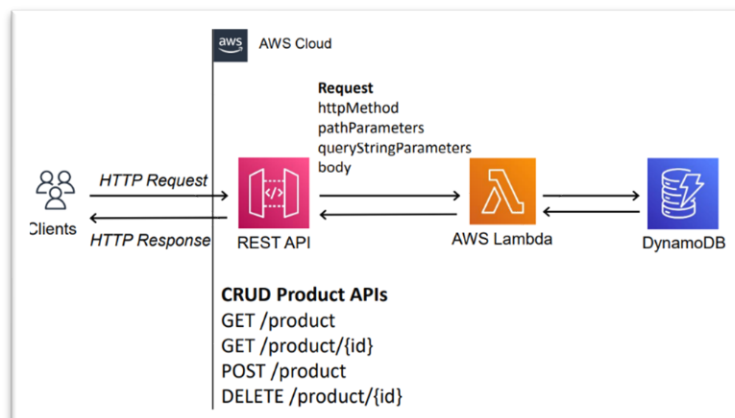 aws
AWS Cloud
Request
httpMethod
pathParameters
queryStringParameters
body
HTTP Request
HTTP Response
Clients
REST API
AWS Lambda
DynamoDB
CRUD Product APIs
GET /product
GET /product/{id}
POST /product
DELETE /product/{id}